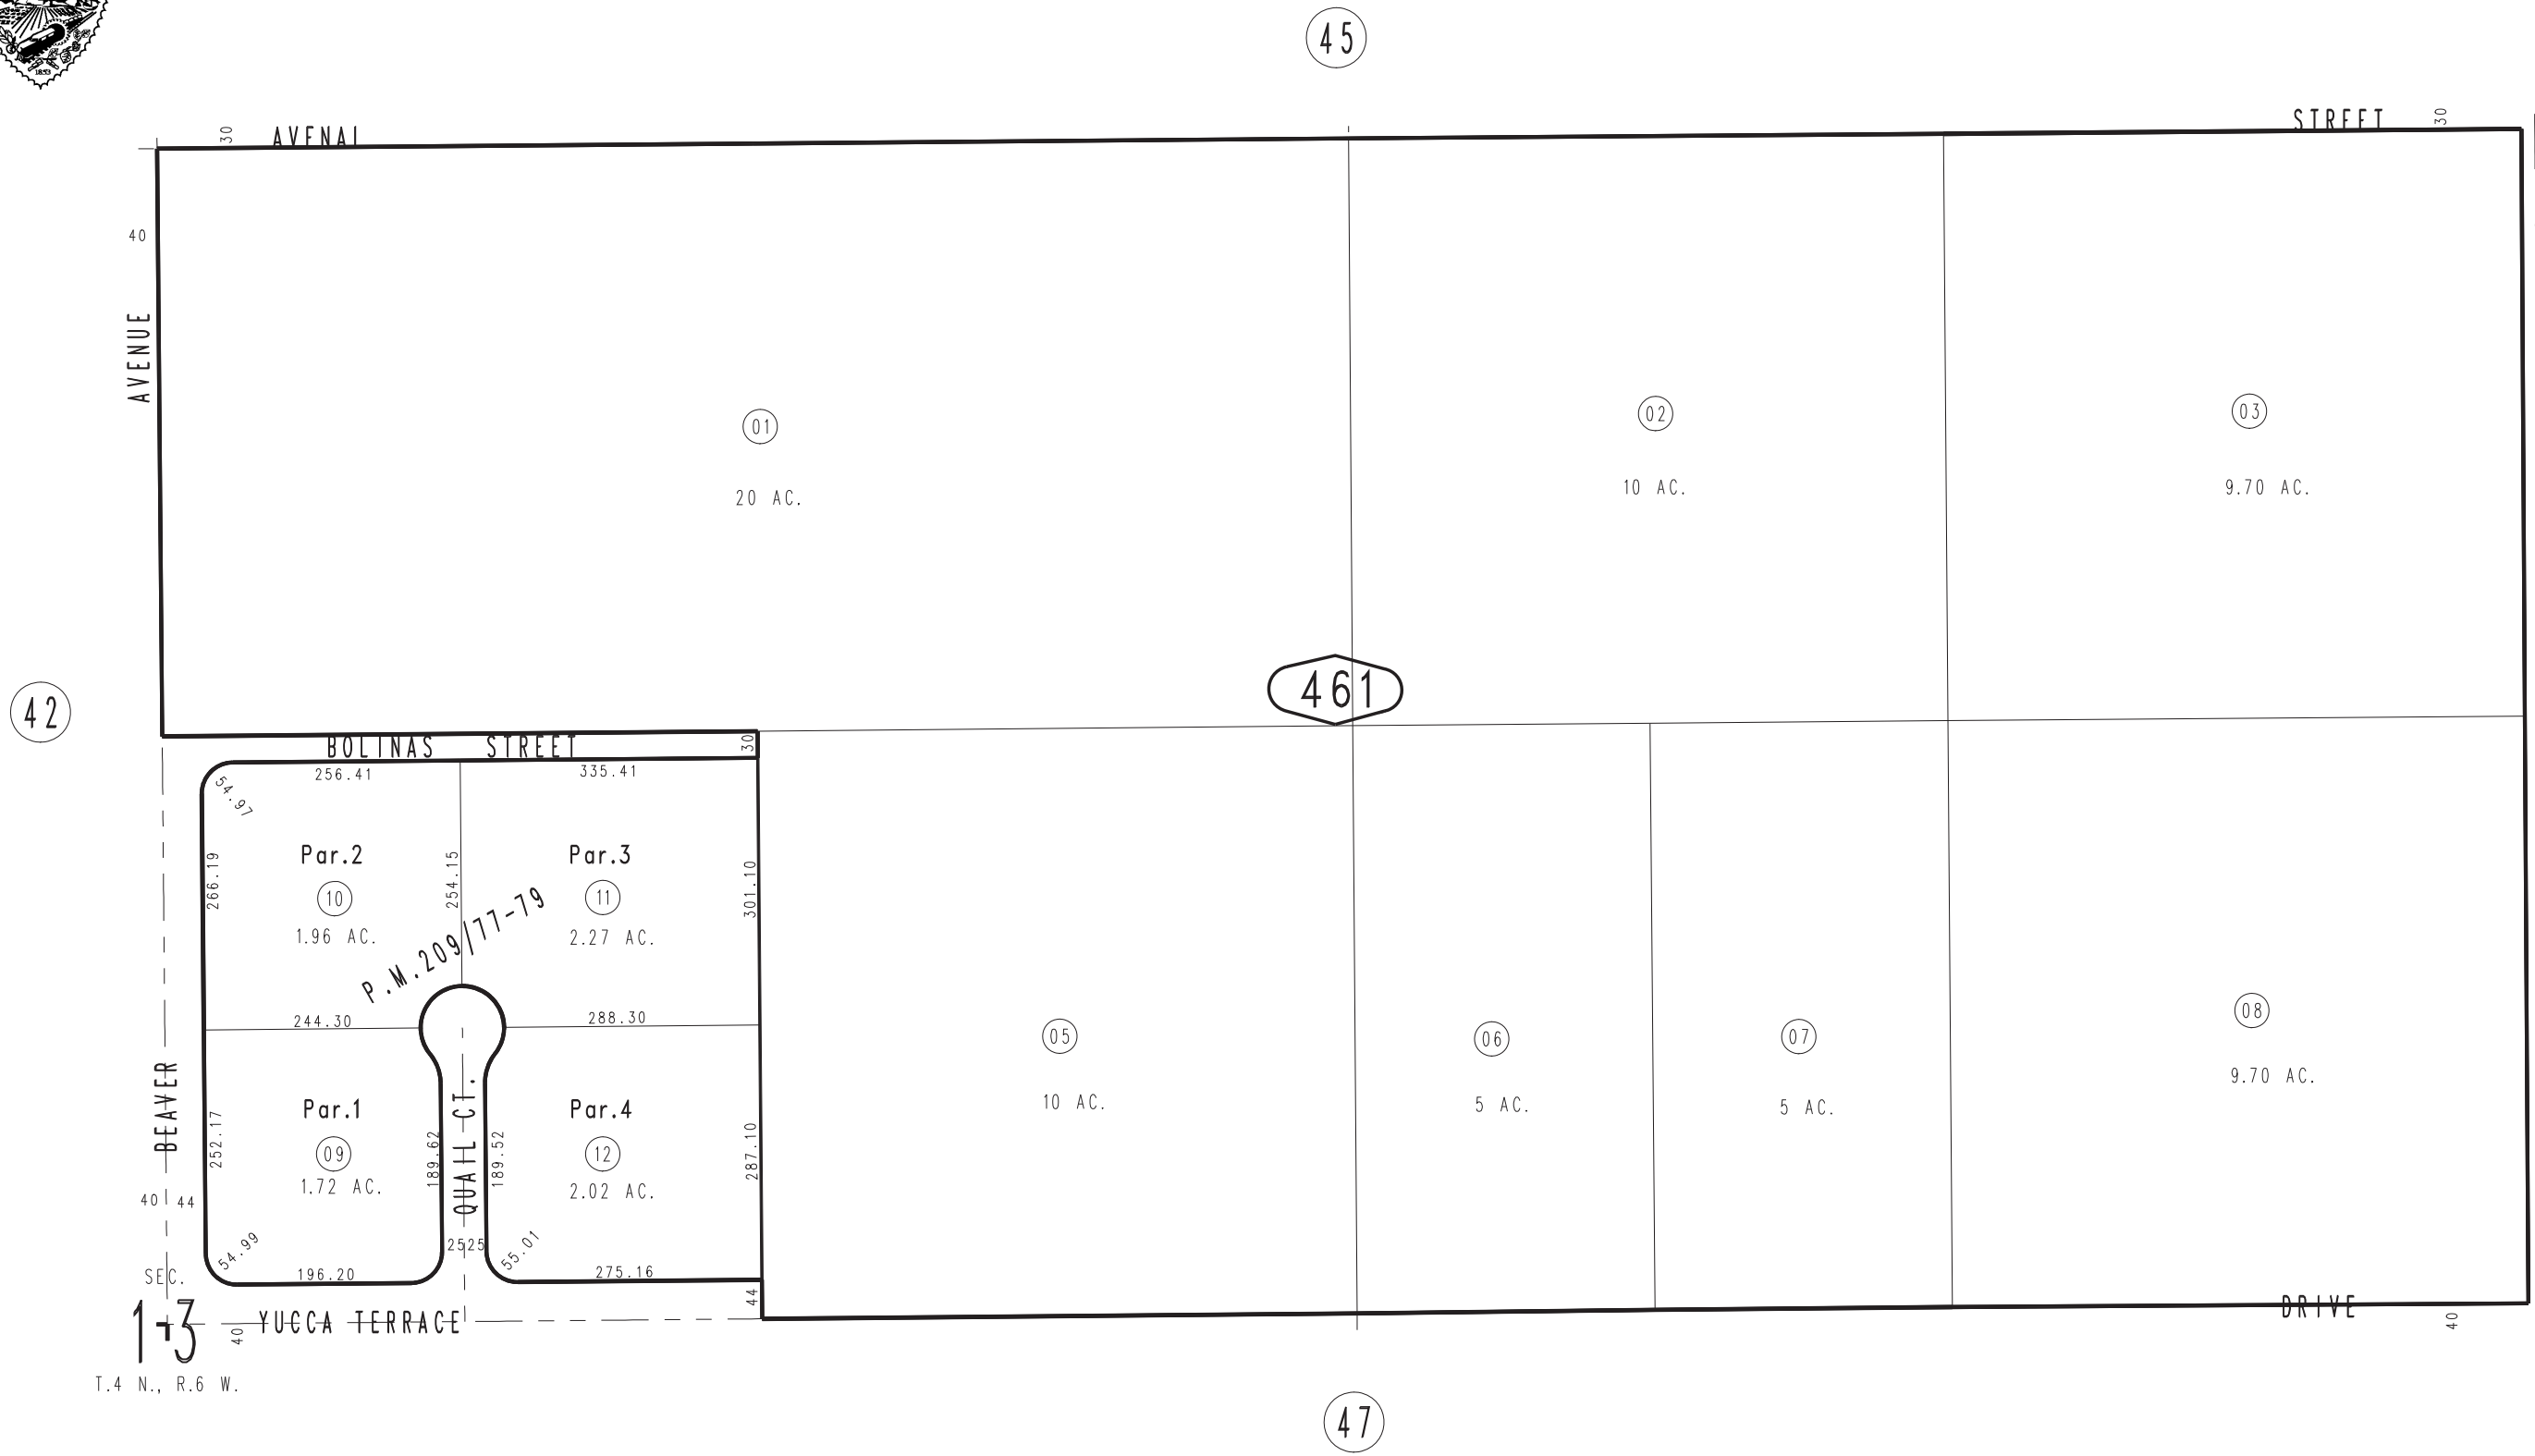 1853
45
30
AVENAL
STREET
30
40
AVENUE
01
20 AC.
02
10 AC.
03
9.70 AC.
461
42
BOLINAS STREET
30
256.41
335.41
54.97
266.19
Par.2
10
1.96 AC.
254.15
Par.3
11
2.27 AC.
301.10
P.M.209/77-79
244.30
288.30
BEAVER
252.17
Par.1
09
1.72 AC.
189.62
QUAIL CT.
189.52
Par.4
12
2.02 AC.
287.10
05
10 AC.
06
5 AC.
07
5 AC.
08
9.70 AC.
40 44
54.99
25 25
55.01
SEC.
196.20
275.16
44
13
40
YUCCA TERRACE
DRIVE
40
T.4 N., R.6 W.
47